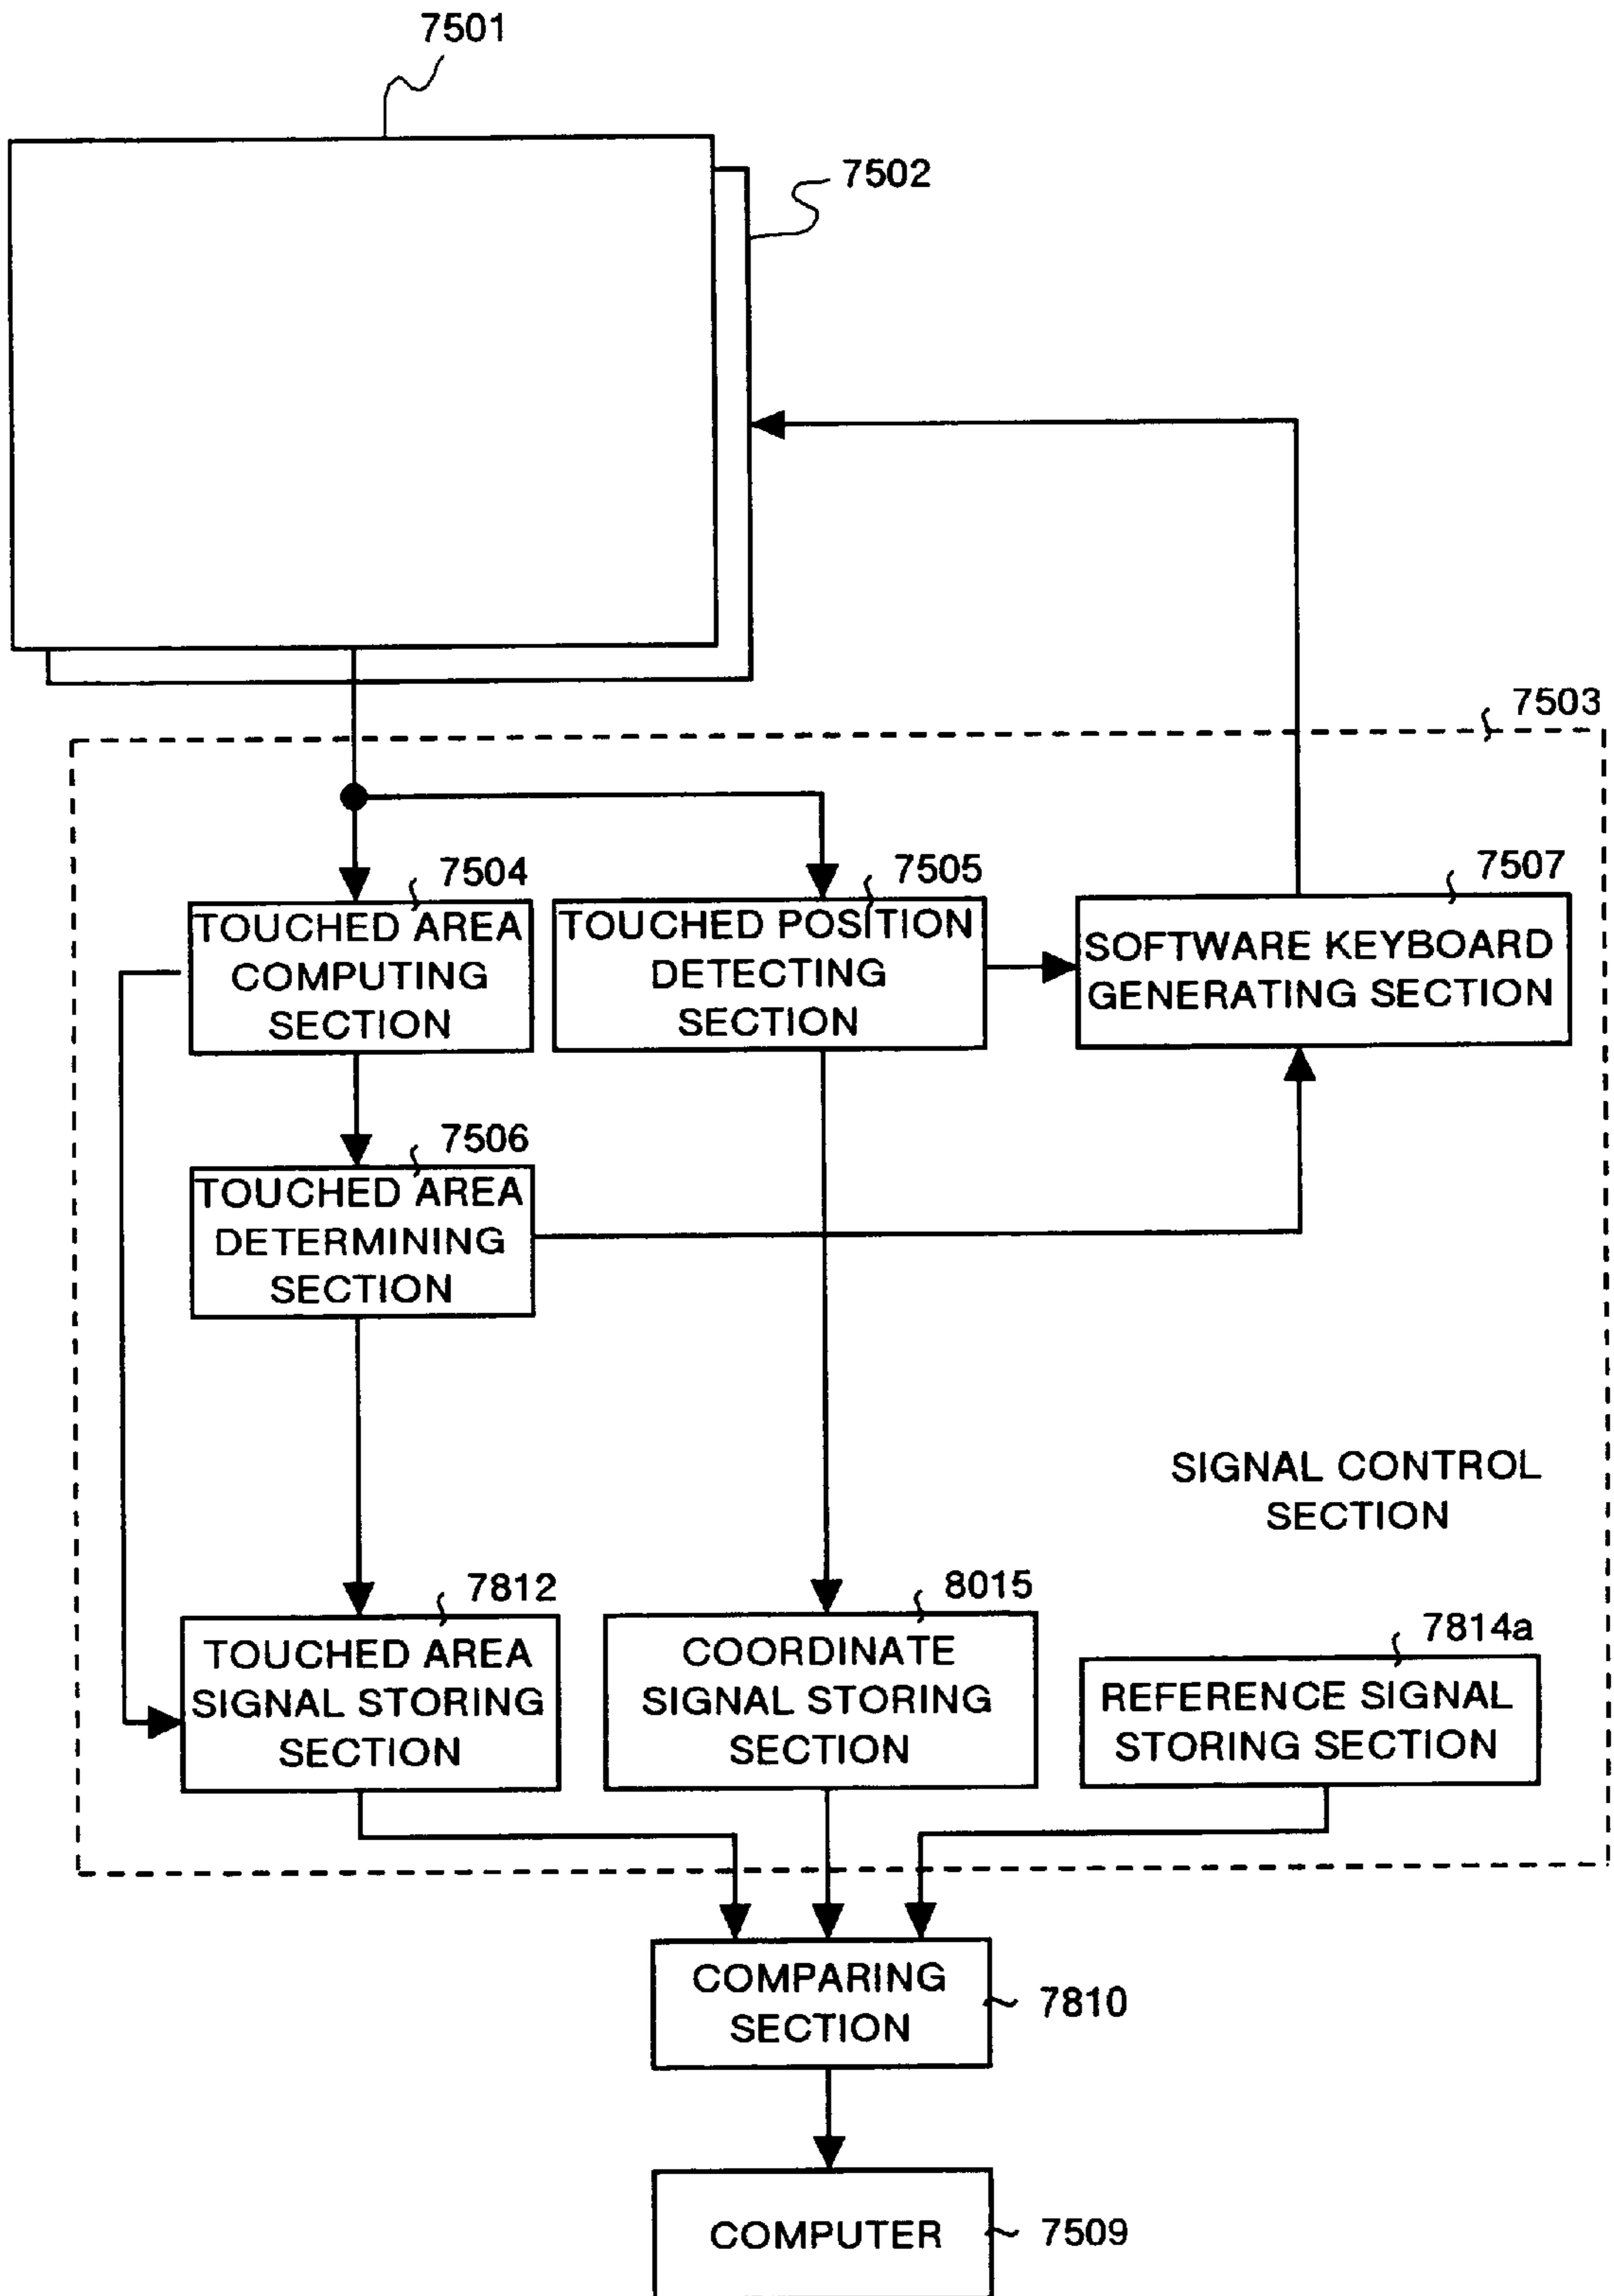 7501
7502
7503
7504
TOUCHED AREA
COMPUTING
SECTION
7505
TOUCHED POSITION
DETECTING
SECTION
7507
SOFTWARE KEYBOARD
GENERATING SECTION
7506
TOUCHED AREA
DETERMINING
SECTION
SIGNAL CONTROL
SECTION
7812
TOUCHED AREA
SIGNAL STORING
SECTION
8015
COORDINATE
SIGNAL STORING
SECTION
7814a
REFERENCE SIGNAL
STORING SECTION
COMPARING
SECTION
7810
COMPUTER
7509